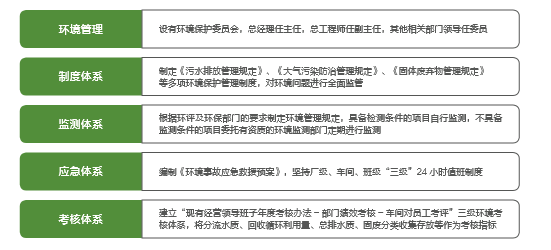 环境管理
设有环境保护委员会，总经理任主任，总工程师任副主任，其他相关部门领导任委员
制度体系
制定《污水排放管理规定》、《大气污染防治管理规定》、《固体废弃物管理规定》
等多项环境保护管理制度，对环境问题进行全面监管
监测体系
根据环评及环保部门的要求制定环境管理规定，具备检测条件的项目自行监测，不具备
监测条件的项目委托有资质的环境监测部门定期进行监测
应急体系
编制《环境事故应急救援预案》，坚持厂级、车间、班级“三级”24 小时值班制度
考核体系
建立“现有经营领导班子年度考核办法－部门绩效考核－车间对员工考评”三级环境考
核体系，将分流水质、回收循环利用量、总排水质、固废分类收集存放等作为考核指标